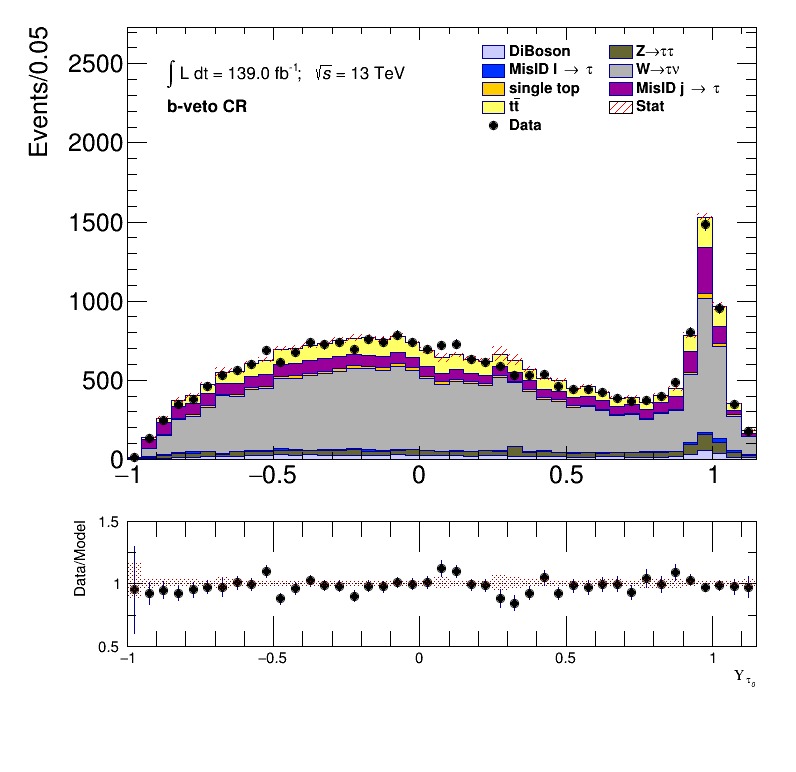 Events/0.05
2500
2000
1500
1000
500
0
∫ L dt = 139.0 fb⁻¹; √s = 13 TeV
b-veto CR
DiBoson
MisID l → τ
single top
tt̄
Data
Z→ττ
W→τν
MisID j → τ
Stat
−1 −0.5 0 0.5 1
Data/Model
1.5
1
0.5
−1 −0.5 0 0.5 1